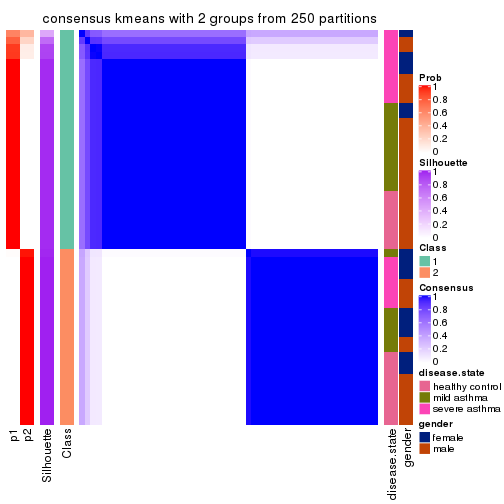 consensus kmeans with 2 groups from 250 partitions
Prob
1
0.8
0.6
0.4
0.2
0
Silhouette
1
0.8
0.6
0.4
0.2
0
Class
1
2
Consensus
1
0.8
0.6
0.4
0.2
0
disease.state
healthy control
mild asthma
severe asthma
gender
female
male
p1
p2
Silhouette
Class
disease.state
gender